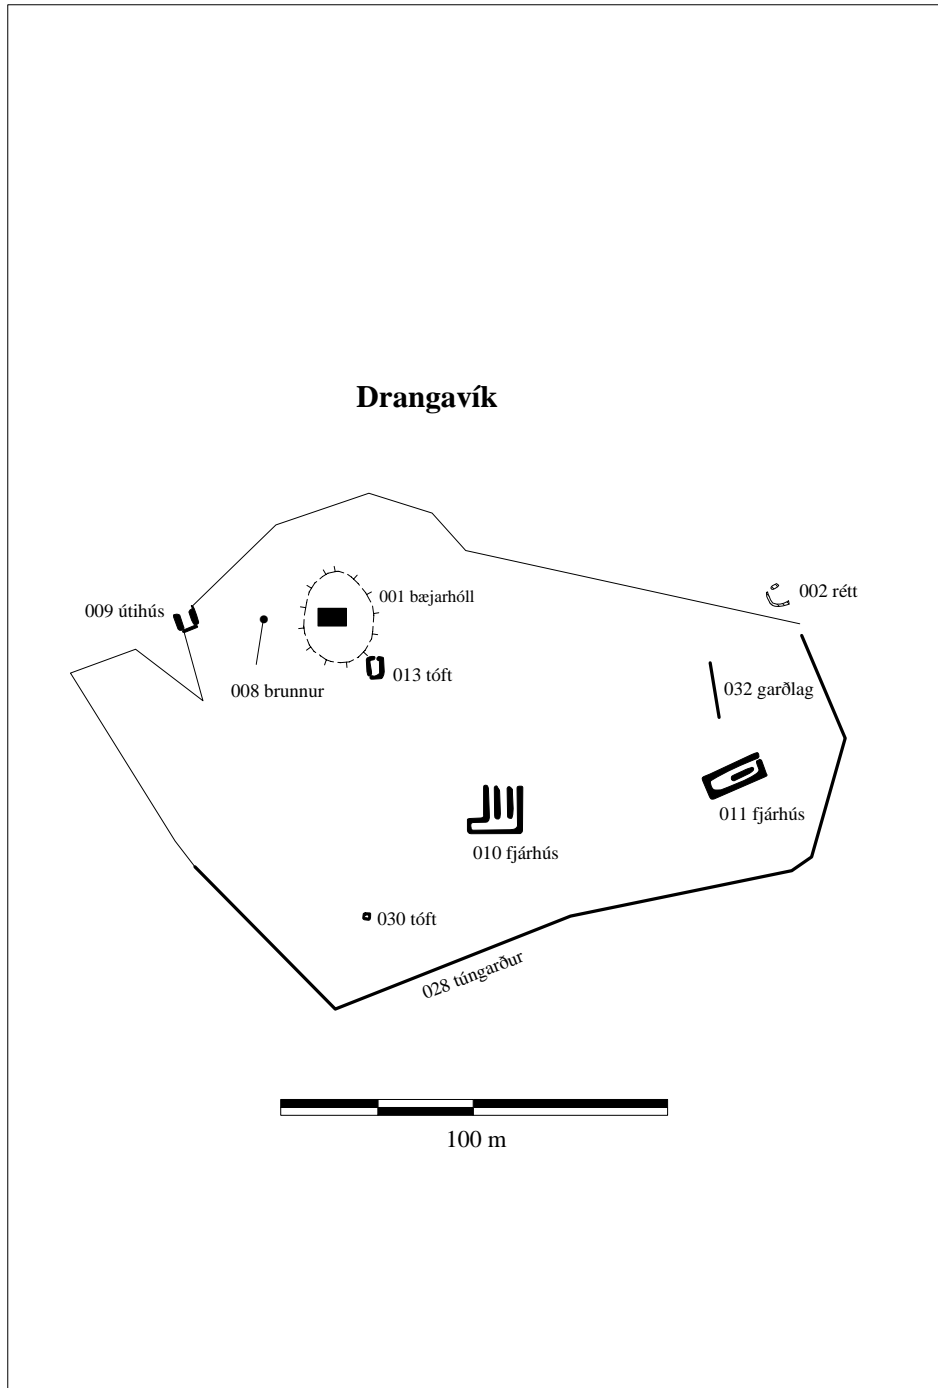 Drangavík
002 rétt
001 bæjarhóll
009 útihús
013 tóft
008 brunnur
032 garðlag
011 fjárhús
010 fjárhús
030 tóft
028 túngarður
100 m